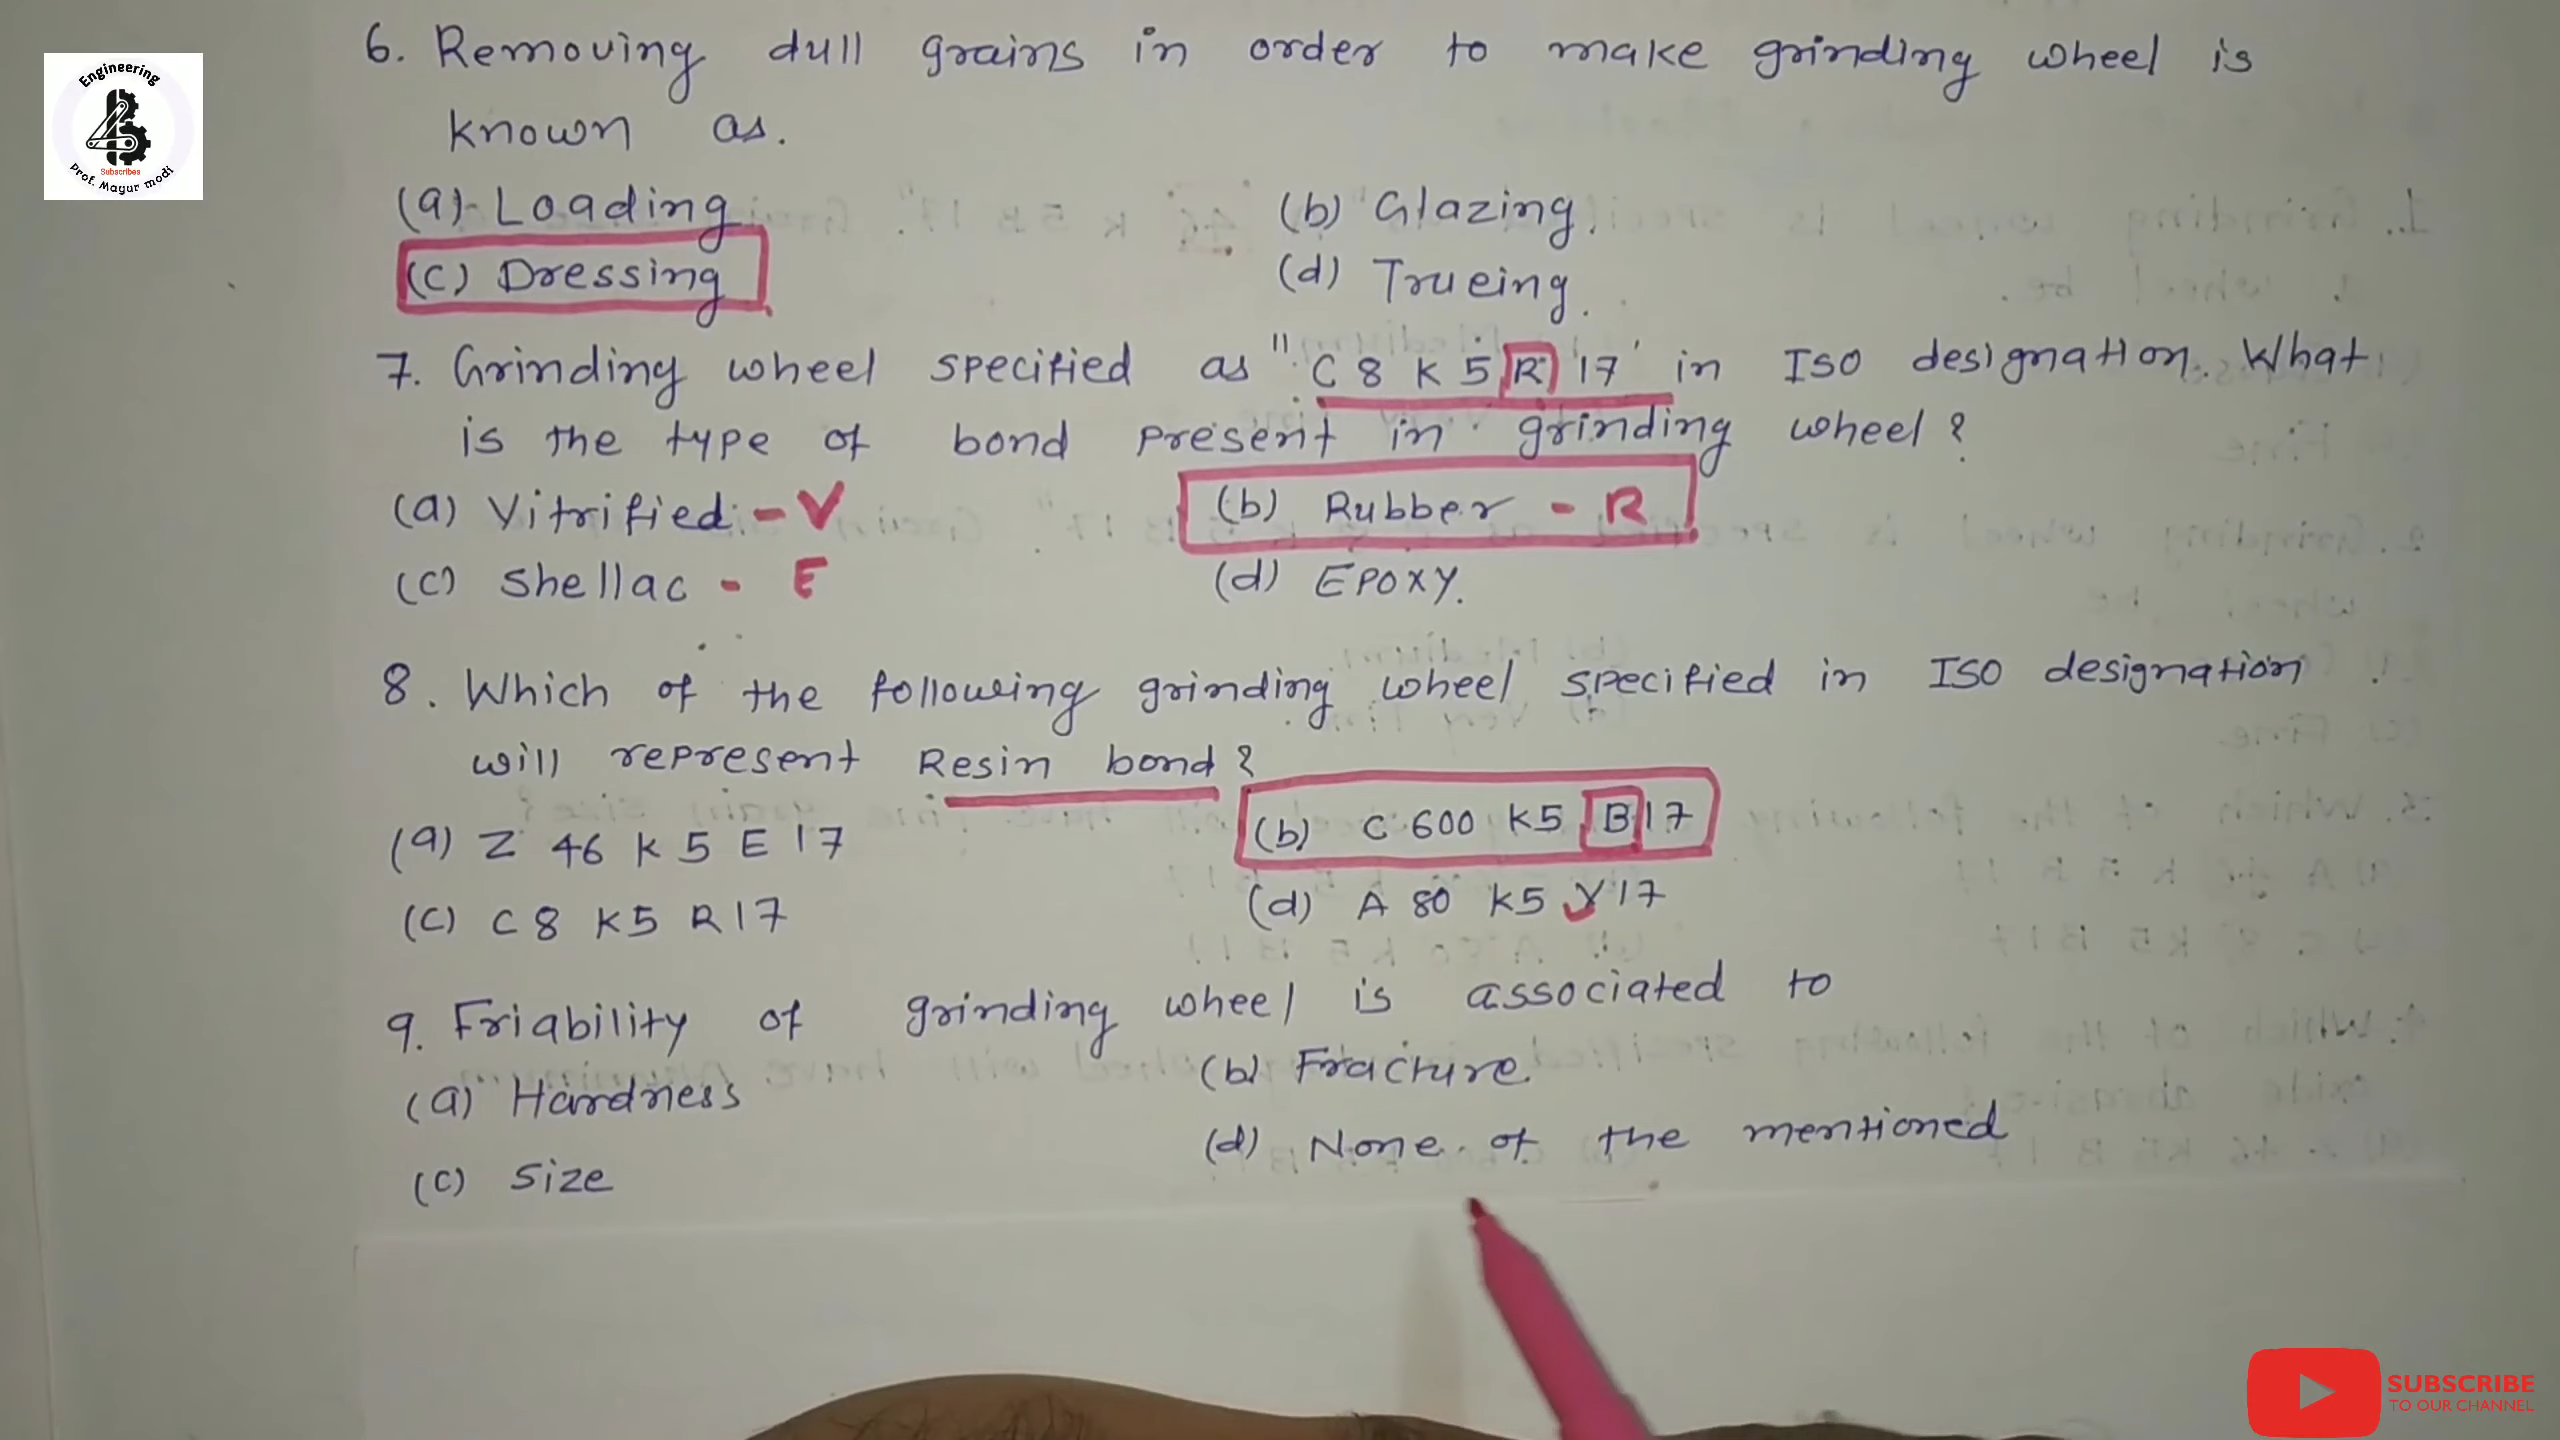 Engineering
Subscribes
Prof. Mayur modi
6. Removing dull grains in order to make grinding wheel is
known as.
(a) Loading
(b) Glazing.
(c) Dressing
(d) Trueing.
7. Grinding wheel specified as "C 8 K 5 R 17' in ISO designation. What
is the type of bond present in grinding wheel?
(a) Vitrified - V
(b) Rubber - R
(c) Shellac - E
(d) Epoxy.
8. Which of the following grinding wheel specified in ISO designation
will represent Resin bond?
(a) Z 46 K 5 E 17
(b) C 600 K5 B 17
(c) C 8 K5 R 17
(d) A 80 K5 V 17
9. Friability of grinding wheel is associated to
(a) Hardness
(b) Fracture.
(c) Size
(d) None of the mentioned
SUBSCRIBE
TO OUR CHANNEL